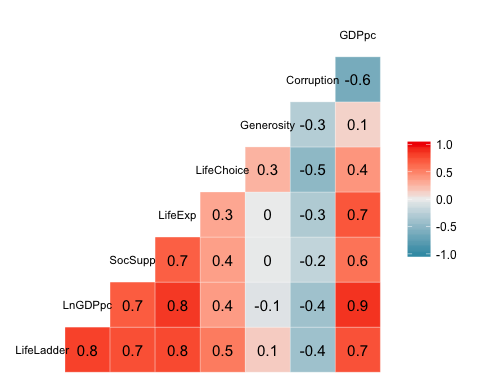 GDPpc
Corruption -0.6
Generosity -0.3 0.1
1.0
LifeChoice 0.3 -0.5 0.4
0.5
LifeExp 0.3 0 -0.3 0.7
0.0
-0.5
SocSupp 0.7 0.4 0 -0.2 0.6
-1.0
LnGDPpc 0.7 0.8 0.4 -0.1 -0.4 0.9
LifeLadder 0.8 0.7 0.8 0.5 0.1 -0.4 0.7